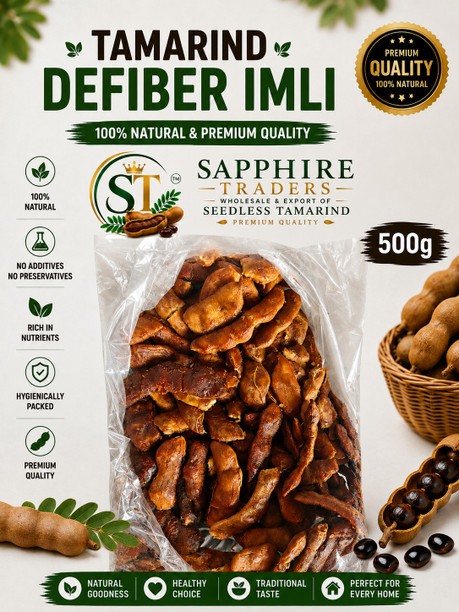 TAMARIND
DEFIBER IMLI
100% NATURAL & PREMIUM QUALITY
PREMIUM
QUALITY
100% NATURAL
ST
TM
SAPPHIRE
TRADERS
WHOLESALE & EXPORT OF
SEEDLESS TAMARIND
PREMIUM QUALITY
500g
100%
NATURAL
NO ADDITIVES
NO PRESERVATIVES
RICH IN
NUTRIENTS
HYGIENICALLY
PACKED
PREMIUM
QUALITY
NATURAL
GOODNESS
HEALTHY
CHOICE
TRADITIONAL
TASTE
PERFECT FOR
EVERY HOME